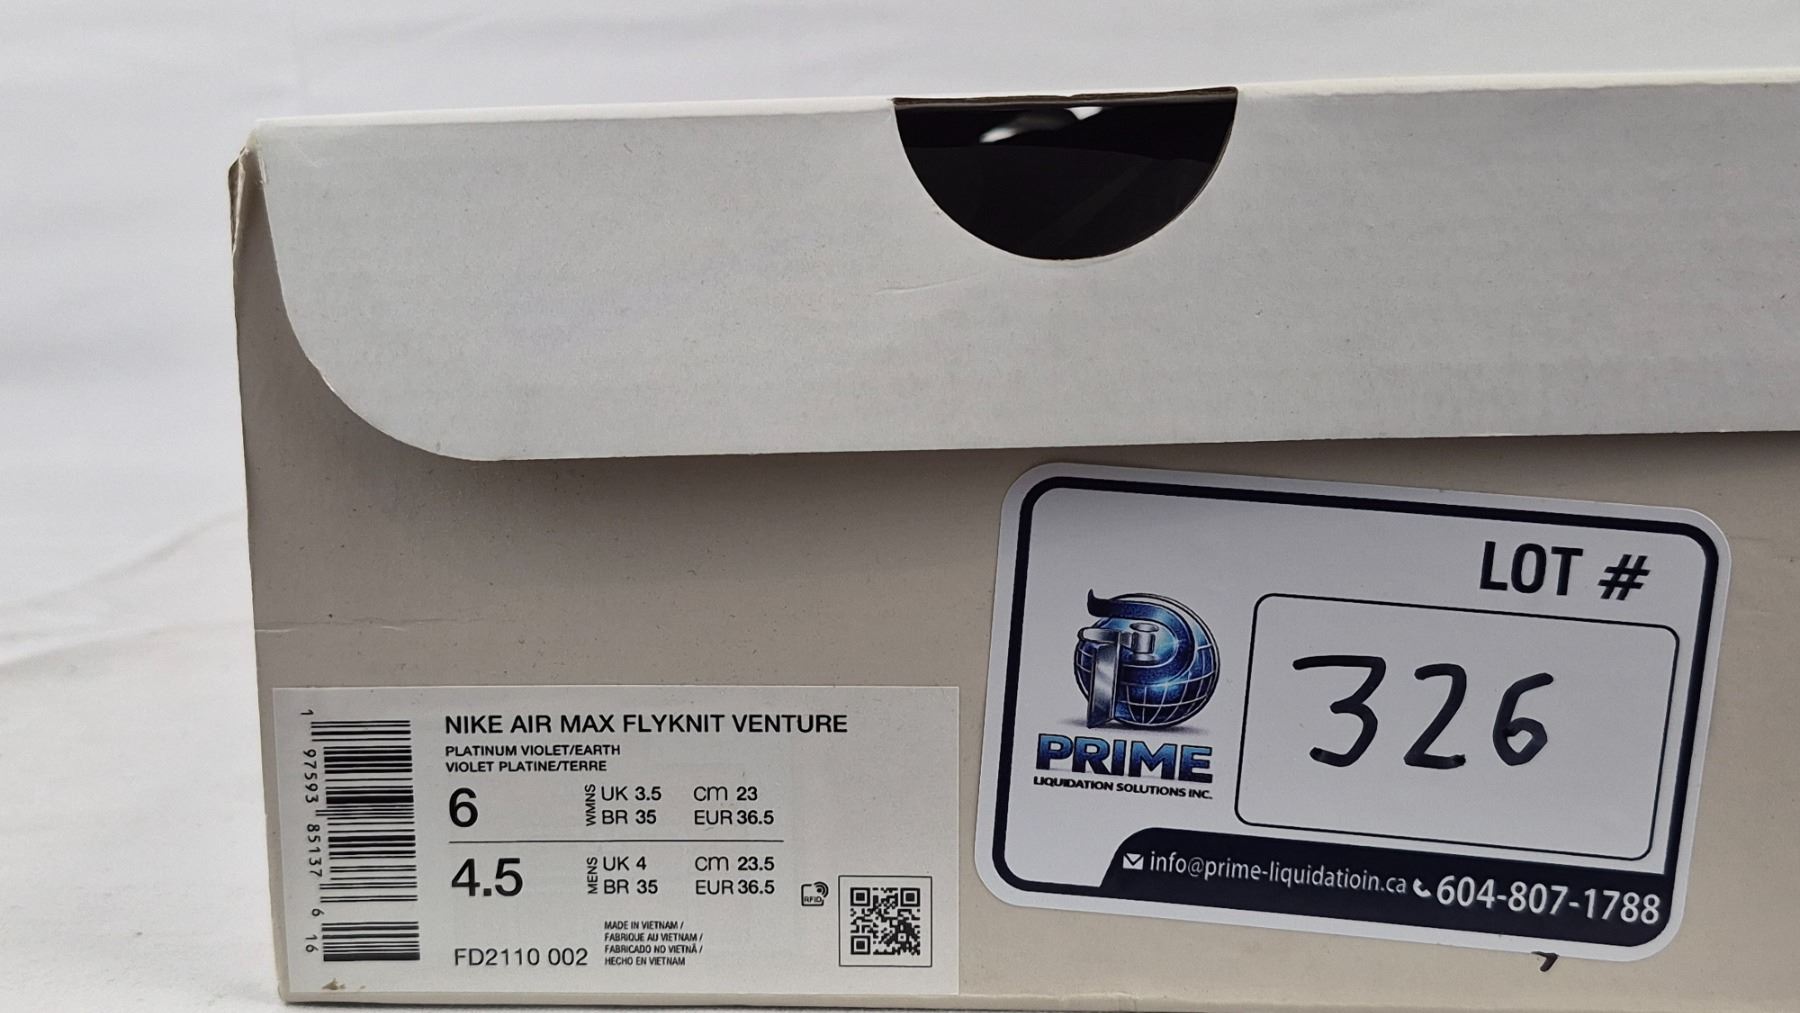 LOT #
326
PRIME
LIQUIDATION SOLUTIONS INC.
info@prime-liquidatioin.ca 604-807-1788
NIKE AIR MAX FLYKNIT VENTURE
PLATINUM VIOLET/EARTH
VIOLET PLATINE/TERRE
6 WMNS UK 3.5 cm 23
BR 35 EUR 36.5
4.5 MENS UK 4 cm 23.5
BR 35 EUR 36.5
RFID
MADE IN VIETNAM /
FABRIQUE AU VIETNAM /
FABRICADO NO VIETNÃ /
HECHO EN VIETNAM
FD2110 002
1 97593 85137 6 16